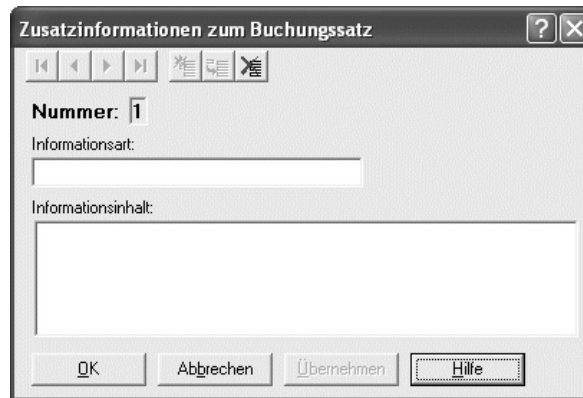 Zusatzinformationen zum Buchungssatz
Nummer: 1
Informationsart:
Informationsinhalt:
OK Abbrechen Übernehmen Hilfe